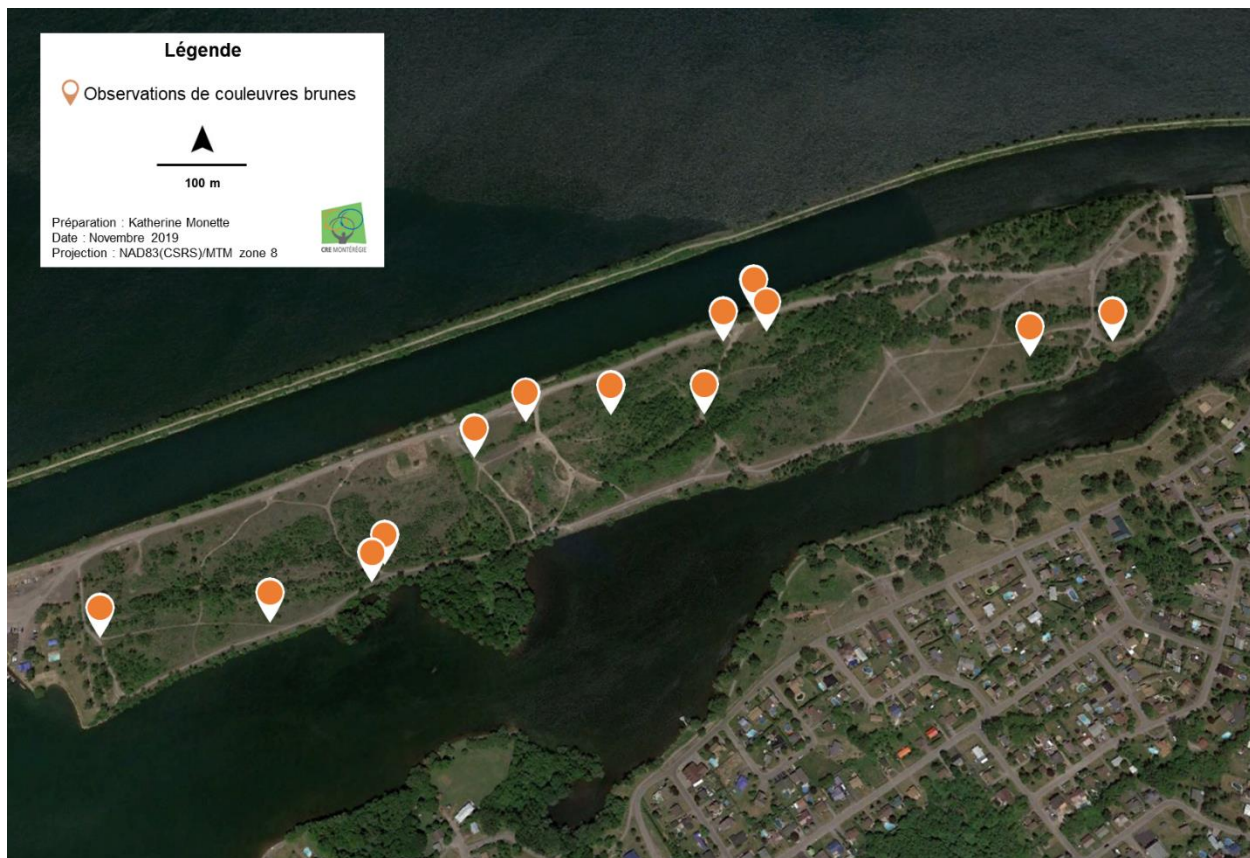 Légende
Observations de couleuvres brunes
100 m
Préparation : Katherine Monette
Date : Novembre 2019
Projection : NAD83(CSRS)/MTM zone 8
CRE MONTÉRÉGIE